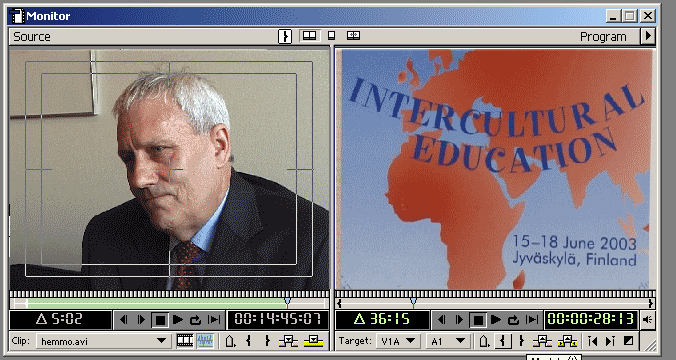 Monitor
Source
Program
INTERCULTURAL
EDUCATION
15–18 June 2003
Jyväskylä, Finland
Δ 5:02
00:14:45:07
Δ 36:15
00:00:28:13
Clip: hemmo.avi
Target: V1A A1